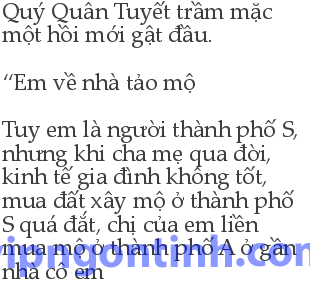 Quý Quân Tuyết trầm mặc
một hồi mới gật đầu.
“Em về nhà tảo mộ
Tuy em là người thành phố S,
nhưng khi cha mẹ qua đời,
kinh tế gia đình không tốt,
mua đất xây mộ ở thành phố
S quá đắt, chị của em liền
mua mộ ở thành phố A ở gần
nhà cô em